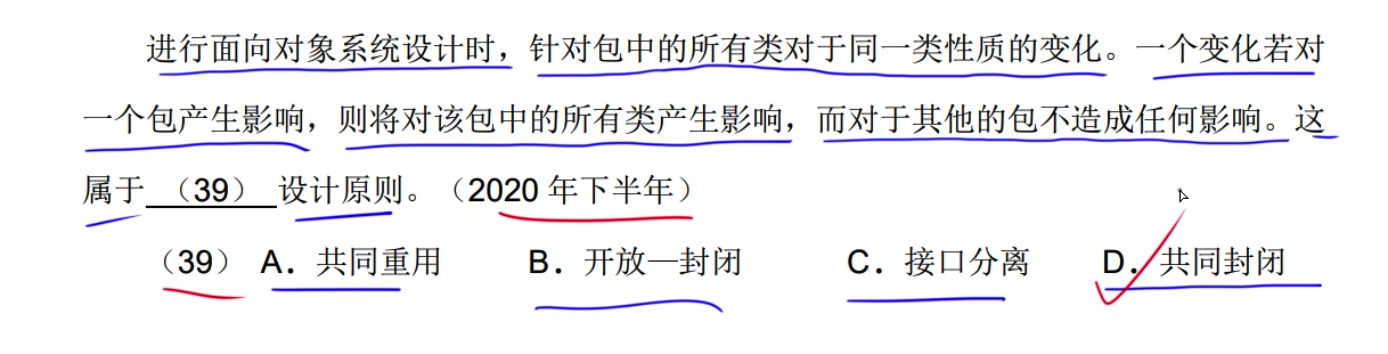 进行面向对象系统设计时，针对包中的所有类对于同一类性质的变化。一个变化若对
一个包产生影响，则将对该包中的所有类产生影响，而对于其他的包不造成任何影响。这
属于 （39） 设计原则。（2020 年下半年）
（39） A．共同重用 B．开放—封闭 C．接口分离 D．共同封闭